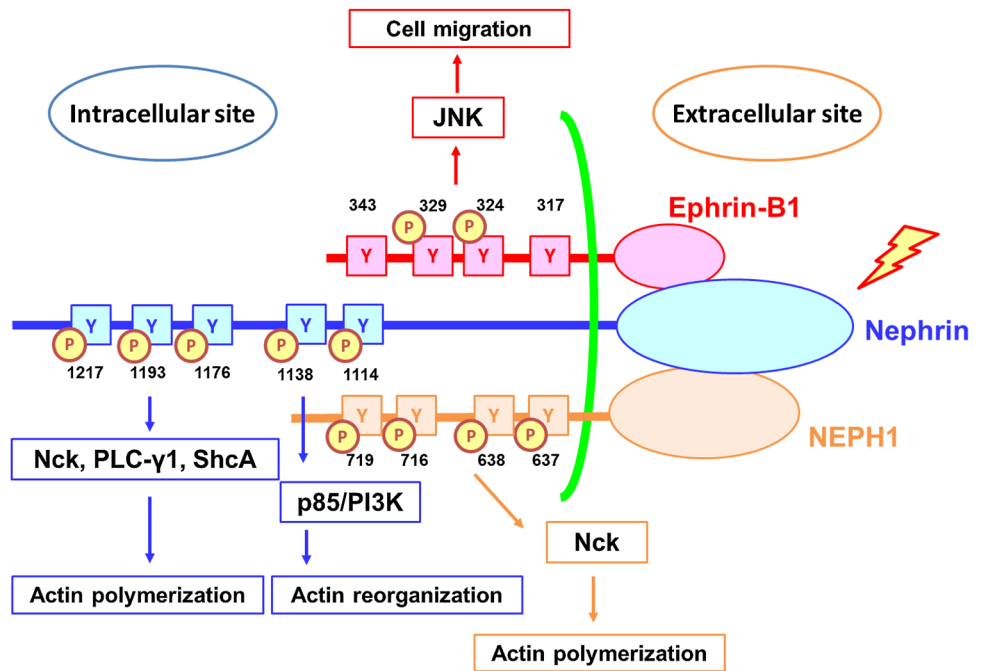 Cell migration
Intracellular site
JNK
Extracellular site
343 329 324 317
P P
Y Y Y Y
Ephrin-B1
Y Y Y Y Y
P P P P P
1217 1193 1176 1138 1114
Nephrin
Y Y Y Y
P P P P
719 716 638 637
NEPH1
Nck, PLC-γ1, ShcA
p85/PI3K
Nck
Actin polymerization
Actin reorganization
Actin polymerization